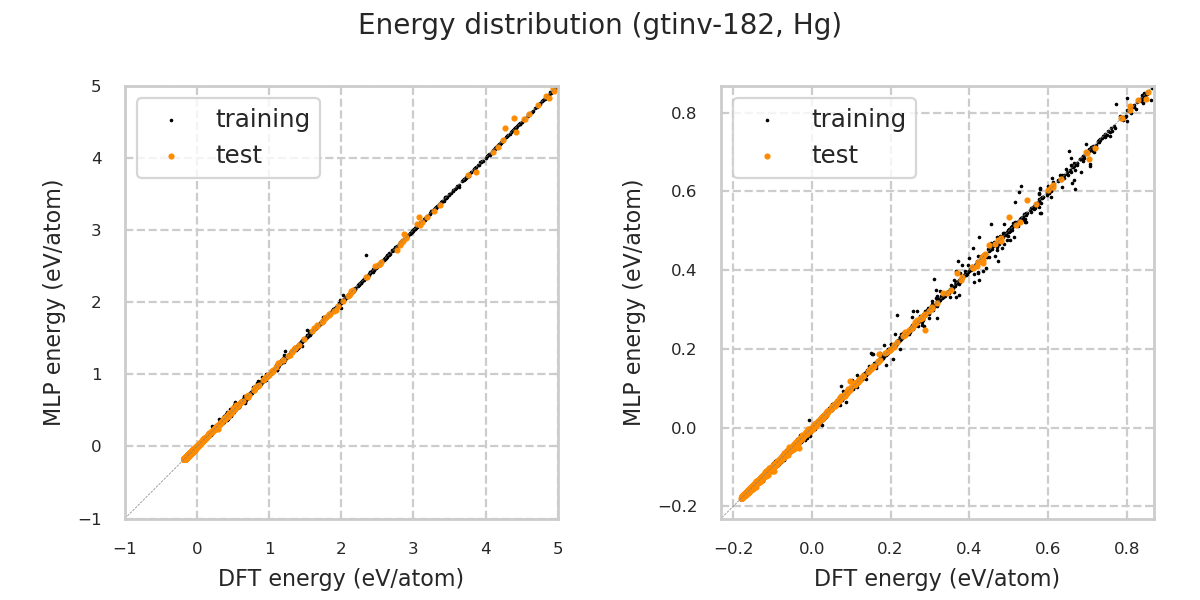 Energy distribution (gtinv-182, Hg)
training
test
5
4
3
2
1
0
−1
−1 0 1 2 3 4 5
MLP energy (eV/atom)
DFT energy (eV/atom)
training
test
0.8
0.6
0.4
0.2
0.0
−0.2
−0.2 0.0 0.2 0.4 0.6 0.8
MLP energy (eV/atom)
DFT energy (eV/atom)